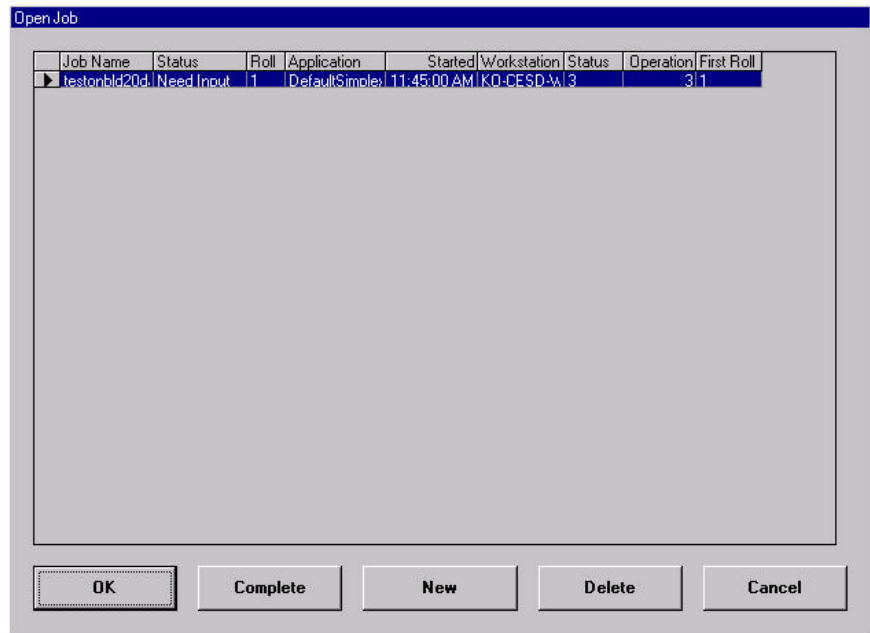 Open Job
Job Name Status Roll Application Started Workstation Status Operation First Roll
testonbld20d. Need Input 1 DefaultSimplex 11:45:00 AM KO-CESD-W 3 3 1
OK Complete New Delete Cancel